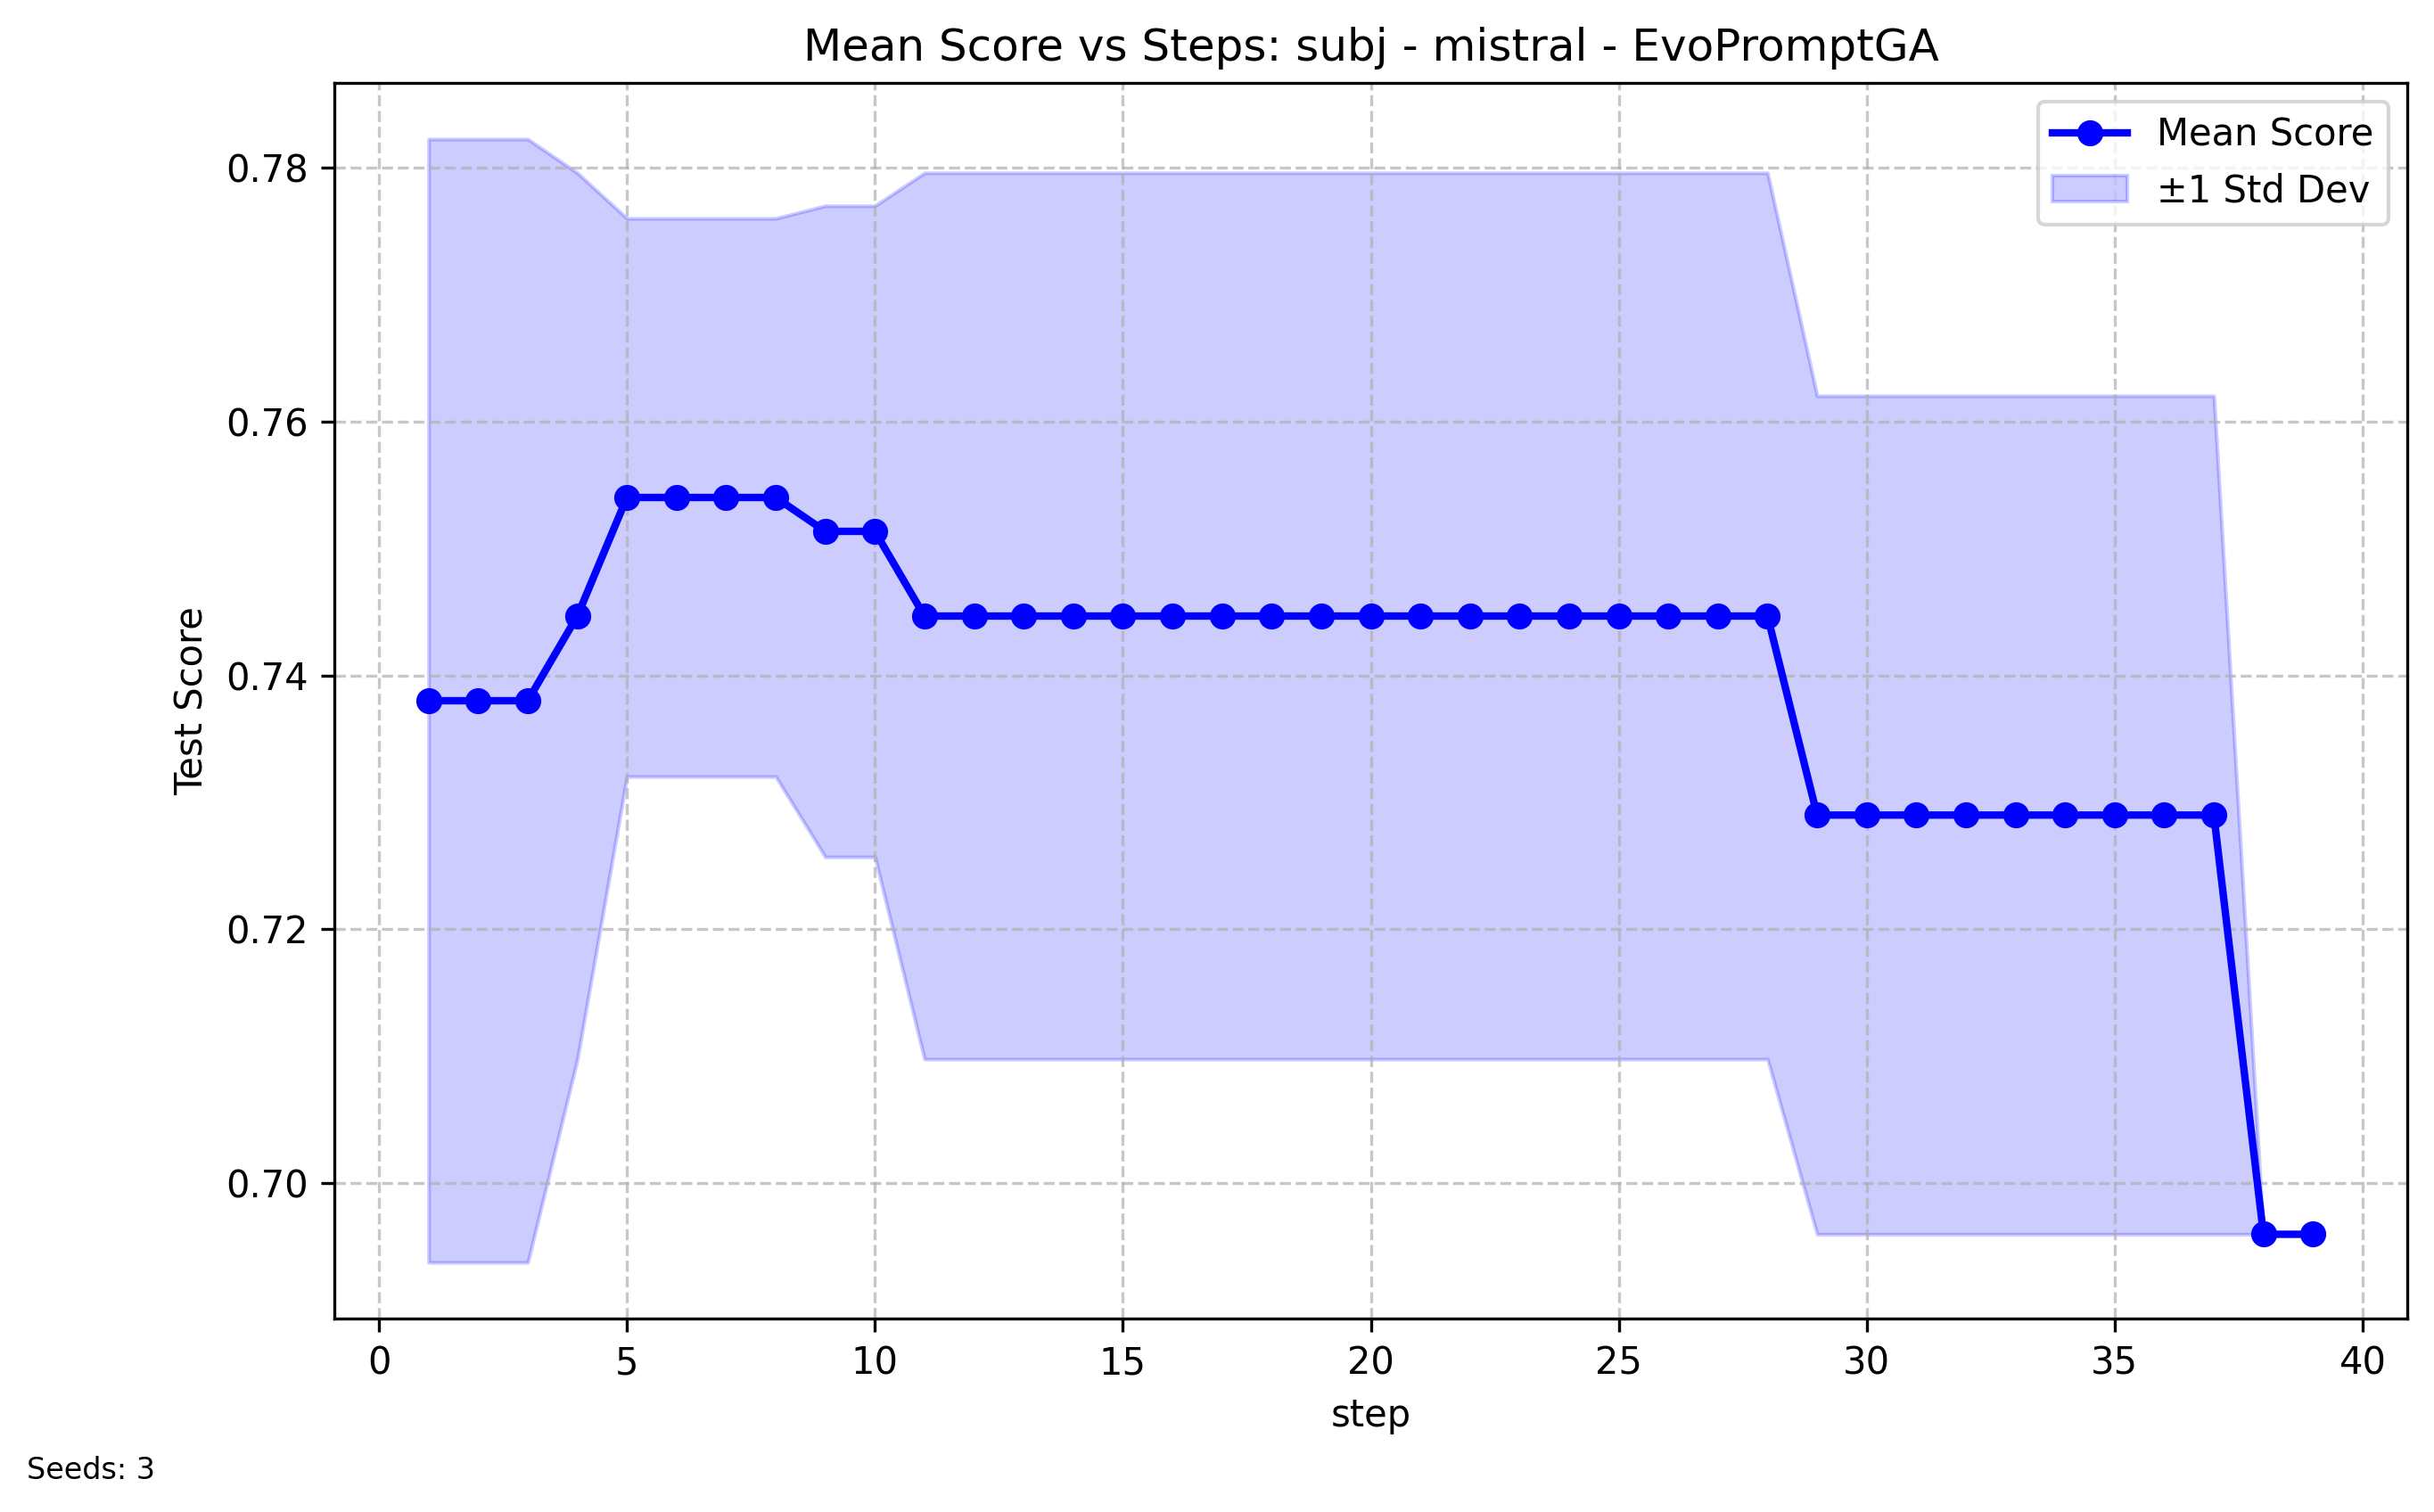 Mean Score vs Steps: subj - mistral - EvoPromptGA
Mean Score
±1 Std Dev
0.78
0.76
0.74
0.72
0.70
Test Score
0 5 10 15 20 25 30 35 40
step
Seeds: 3